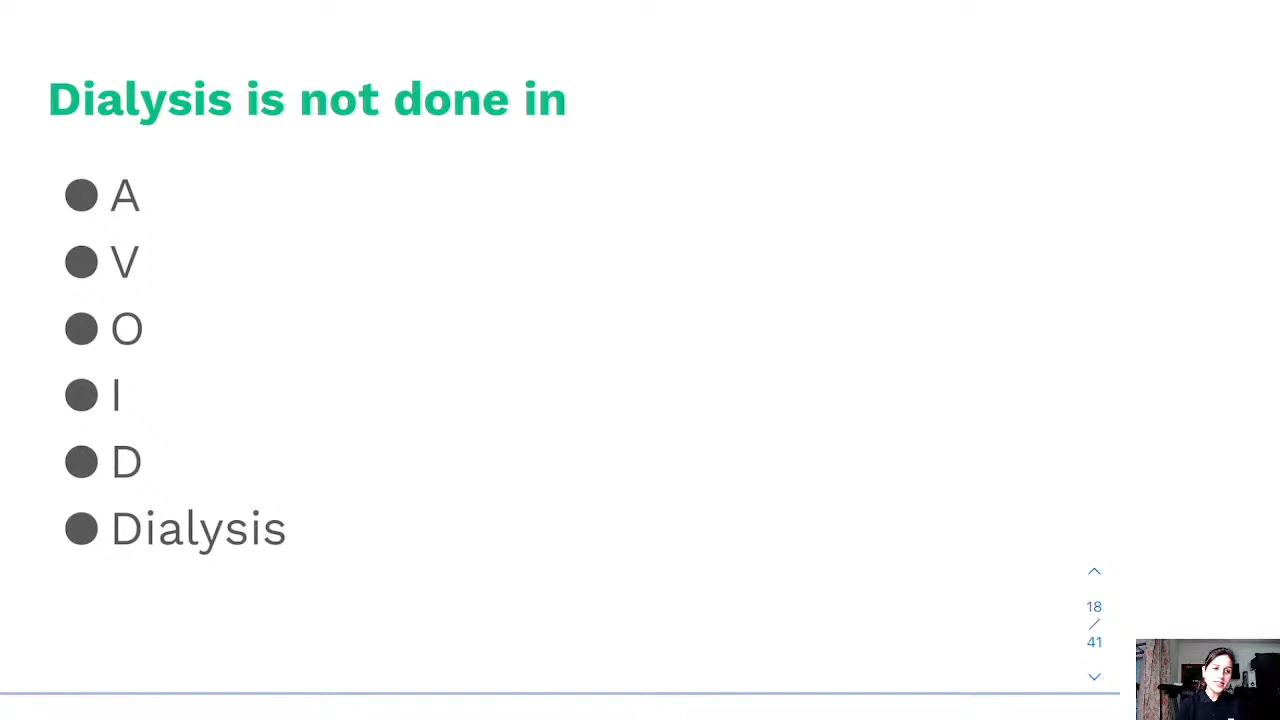 Dialysis is not done in
● A
● V
● O
● I
● D
● Dialysis
18
/
41